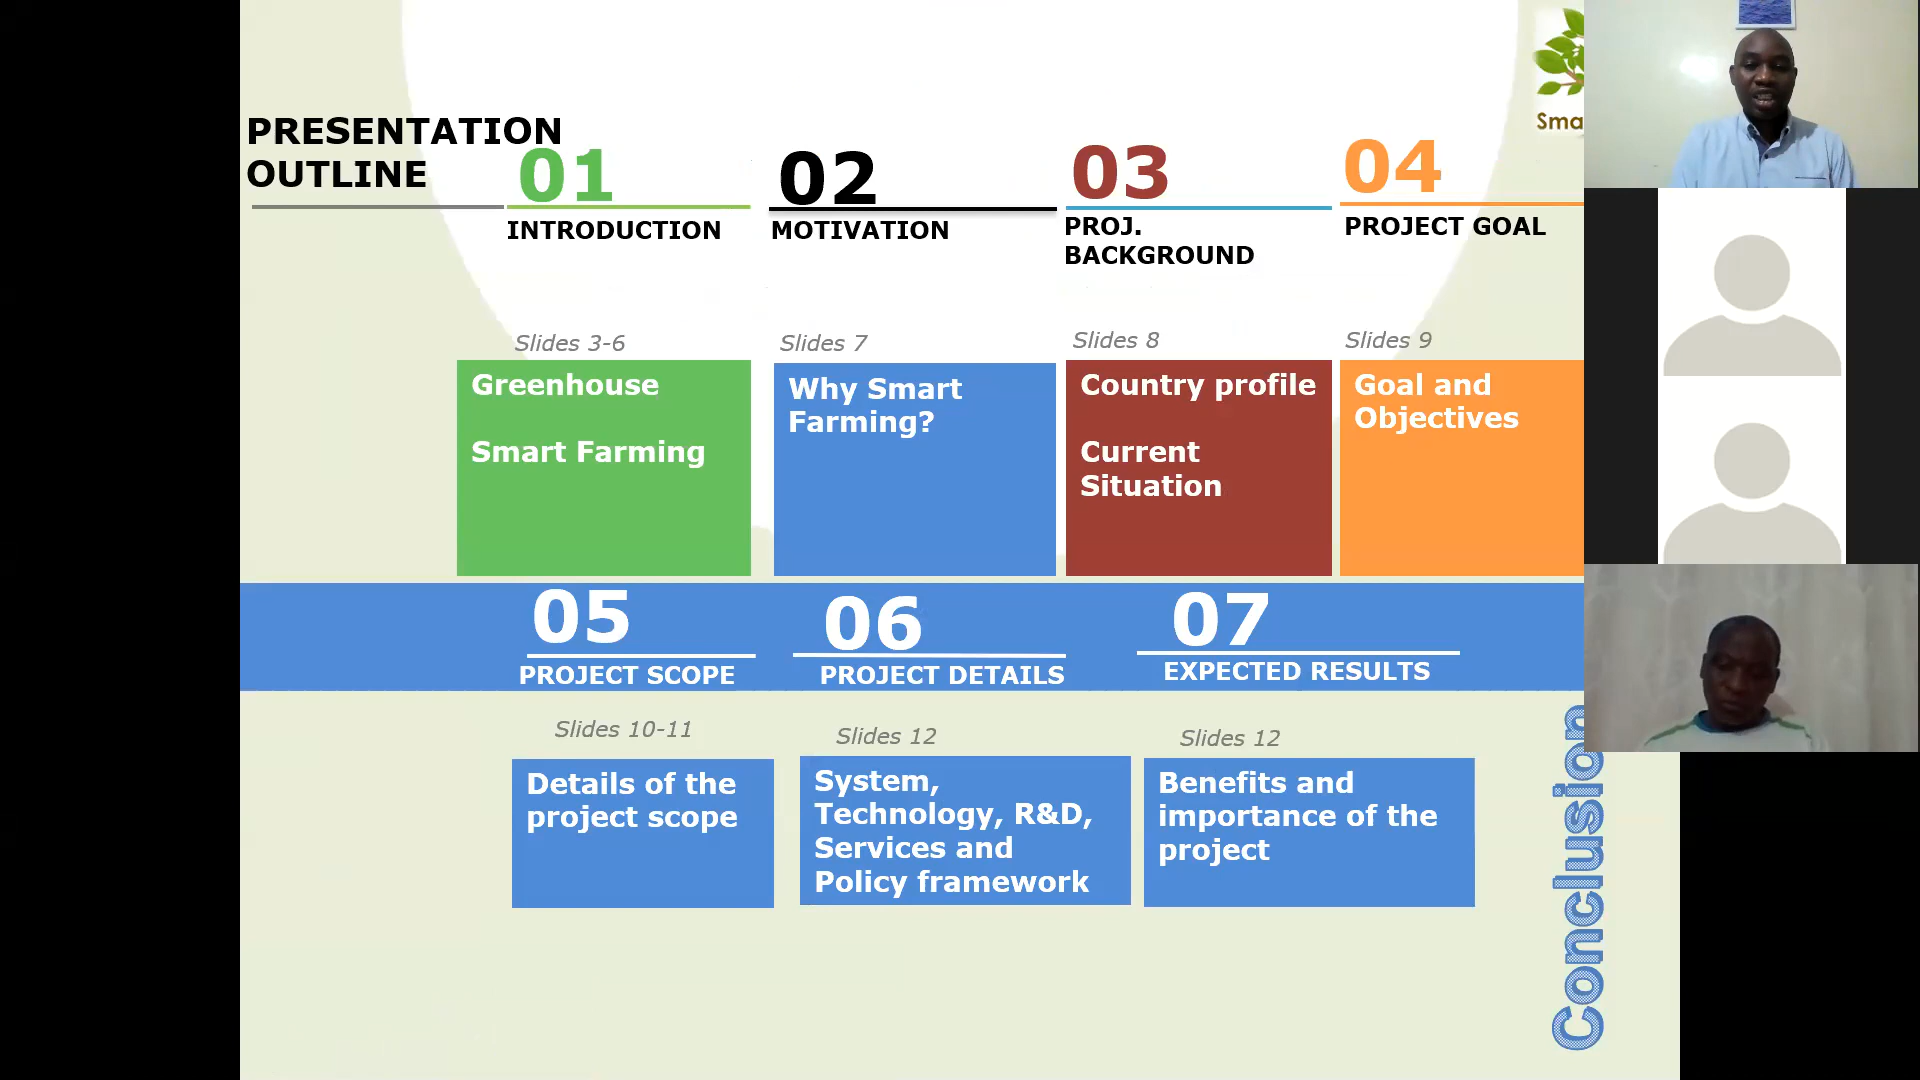 PRESENTATION
OUTLINE
01
INTRODUCTION
02
MOTIVATION
03
PROJ.
BACKGROUND
04
PROJECT GOAL
Sma
Slides 3-6
Greenhouse
Smart Farming
Slides 7
Why Smart
Farming?
Slides 8
Country profile
Current
Situation
Slides 9
Goal and
Objectives
05
PROJECT SCOPE
06
PROJECT DETAILS
07
EXPECTED RESULTS
Slides 10-11
Details of the
project scope
Slides 12
System,
Technology, R&D,
Services and
Policy framework
Slides 12
Benefits and
importance of the
project
Conclusion